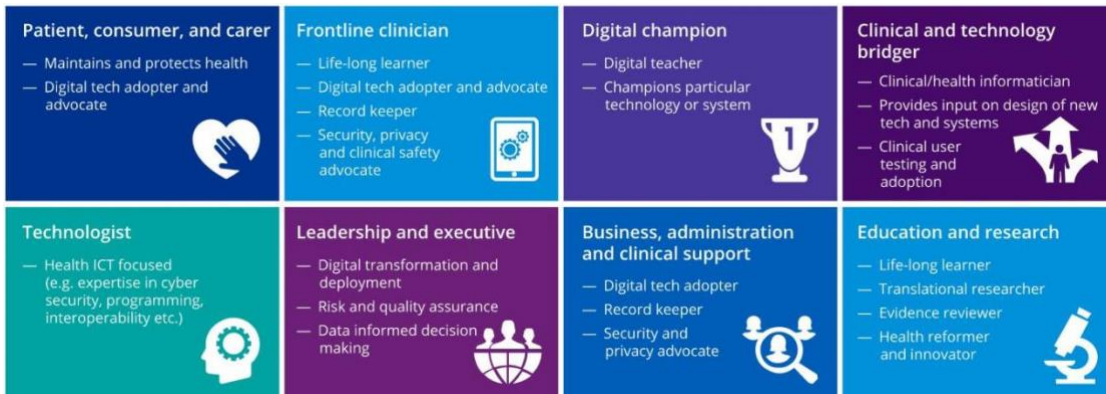 Patient, consumer, and carer
— Maintains and protects health
— Digital tech adopter and
advocate
Frontline clinician
— Life-long learner
— Digital tech adopter and advocate
— Record keeper
— Security, privacy
and clinical safety
advocate
Digital champion
— Digital teacher
— Champions particular
technology or system
1
Clinical and technology
bridger
— Clinical/health informatician
— Provides input on design of new
tech and systems
— Clinical user
testing and
adoption
Technologist
— Health ICT focused
(e.g. expertise in cyber
security, programming,
interoperability etc.)
Leadership and executive
— Digital transformation and
deployment
— Risk and quality assurance
— Data informed decision
making
Business, administration
and clinical support
— Digital tech adopter
— Record keeper
— Security and
privacy advocate
Education and research
— Life-long learner
— Translational researcher
— Evidence reviewer
— Health reformer
and innovator